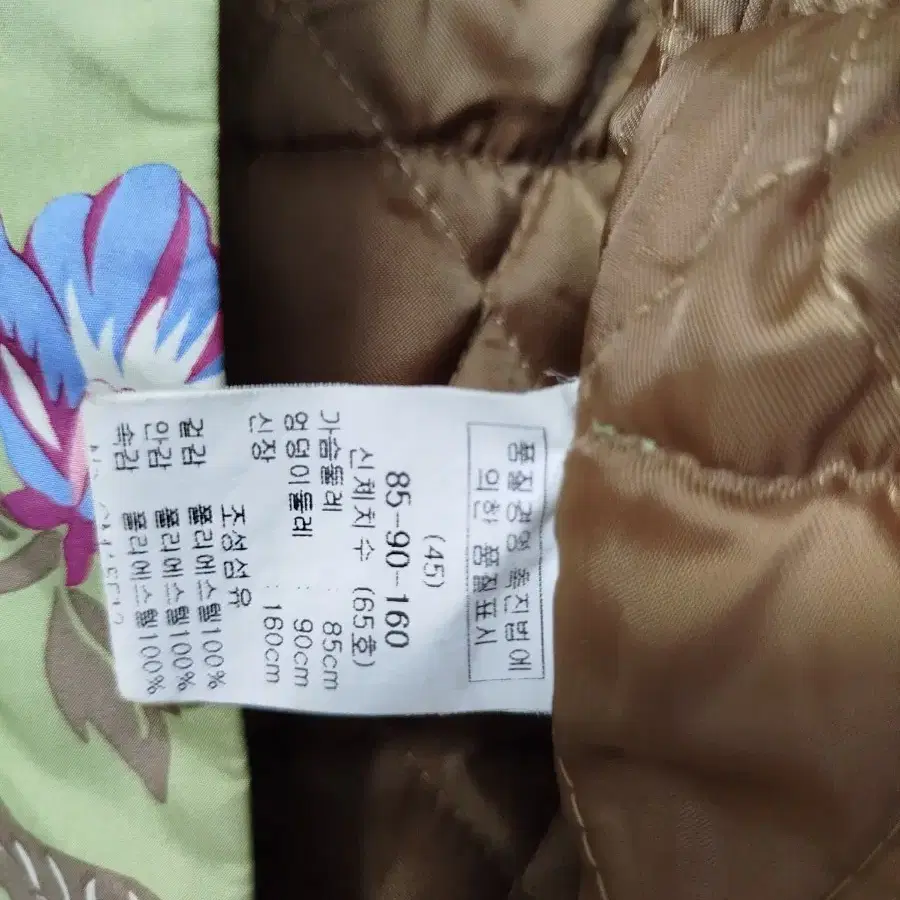 품질경영 촉진법에
의한 품질표시
(45)
85-90-160
신체치수 (65호)
가슴둘레 : 85cm
엉덩이둘레 : 90cm
신장 : 160cm
조성섬유
겉감 폴리에스텔100%
안감 폴리에스텔100%
속감 폴리에스텔100%